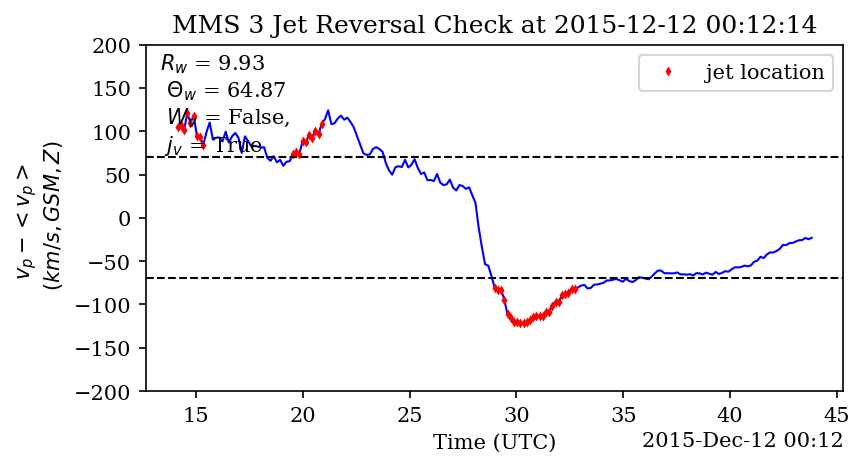 MMS 3 Jet Reversal Check at 2015-12-12 00:12:14
R_w = 9.93
Θ_w = 64.87
W_v = False,
j_v = True
jet location
v_p − < v_p >
(km/s, GSM, Z)
200
150
100
50
0
−50
−100
−150
−200
15 20 25 30 35 40 45
Time (UTC)
2015-Dec-12 00:12